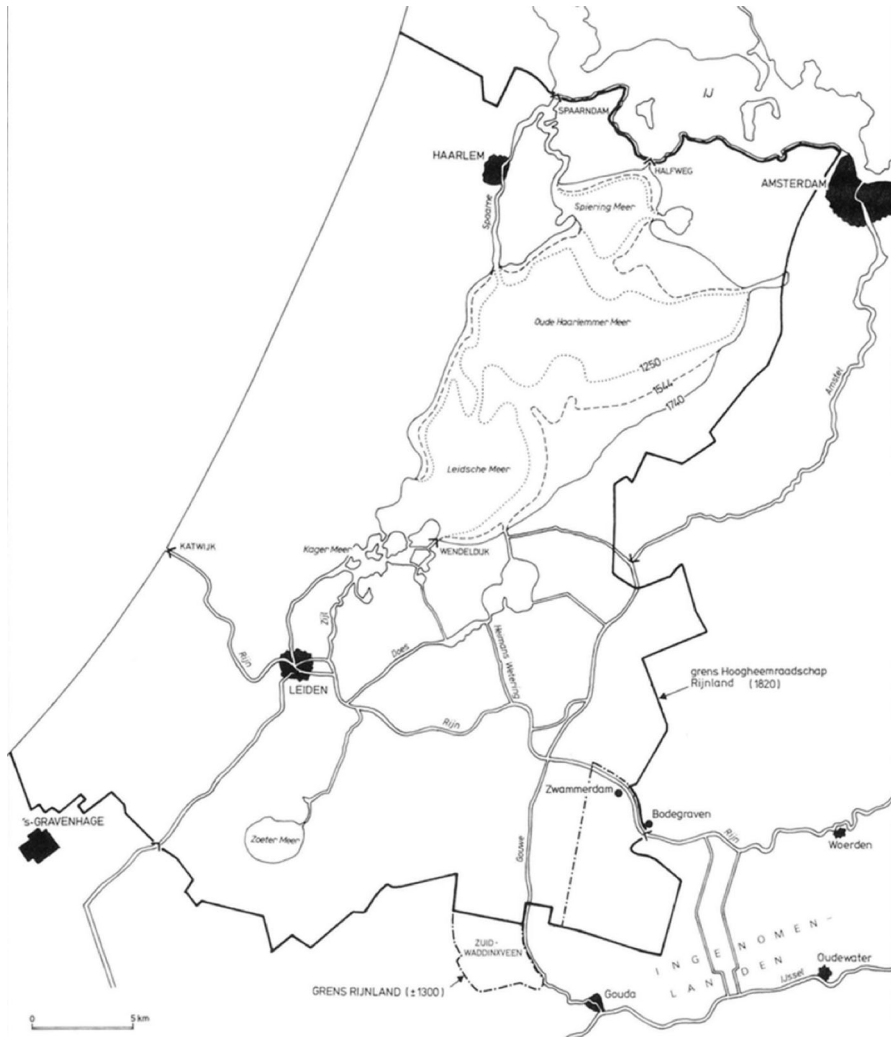 IJ
SPAARNDAM
HAARLEM
HALFWEG
AMSTERDAM
Spiering Meer
Spaarne
Oude Haarlemmer Meer
1250
1544
1740
Amstel
Leidsche Meer
KATWIJK
Kager Meer
WENDELDIJK
Zijl
Does
Heimans Wetering
Rijn
LEIDEN
grens Hoogheemraadschap
Rijnland (1820)
Rijn
Zwammerdam
Bodegraven
's-GRAVENHAGE
Zoeter Meer
Gouwe
Rijn
Woerden
INGENOMEN-
LANDEN
ZUID-
WADDINXVEEN
Oudewater
IJssel
GRENS RIJNLAND (±1300)
Gouda
0 5 km